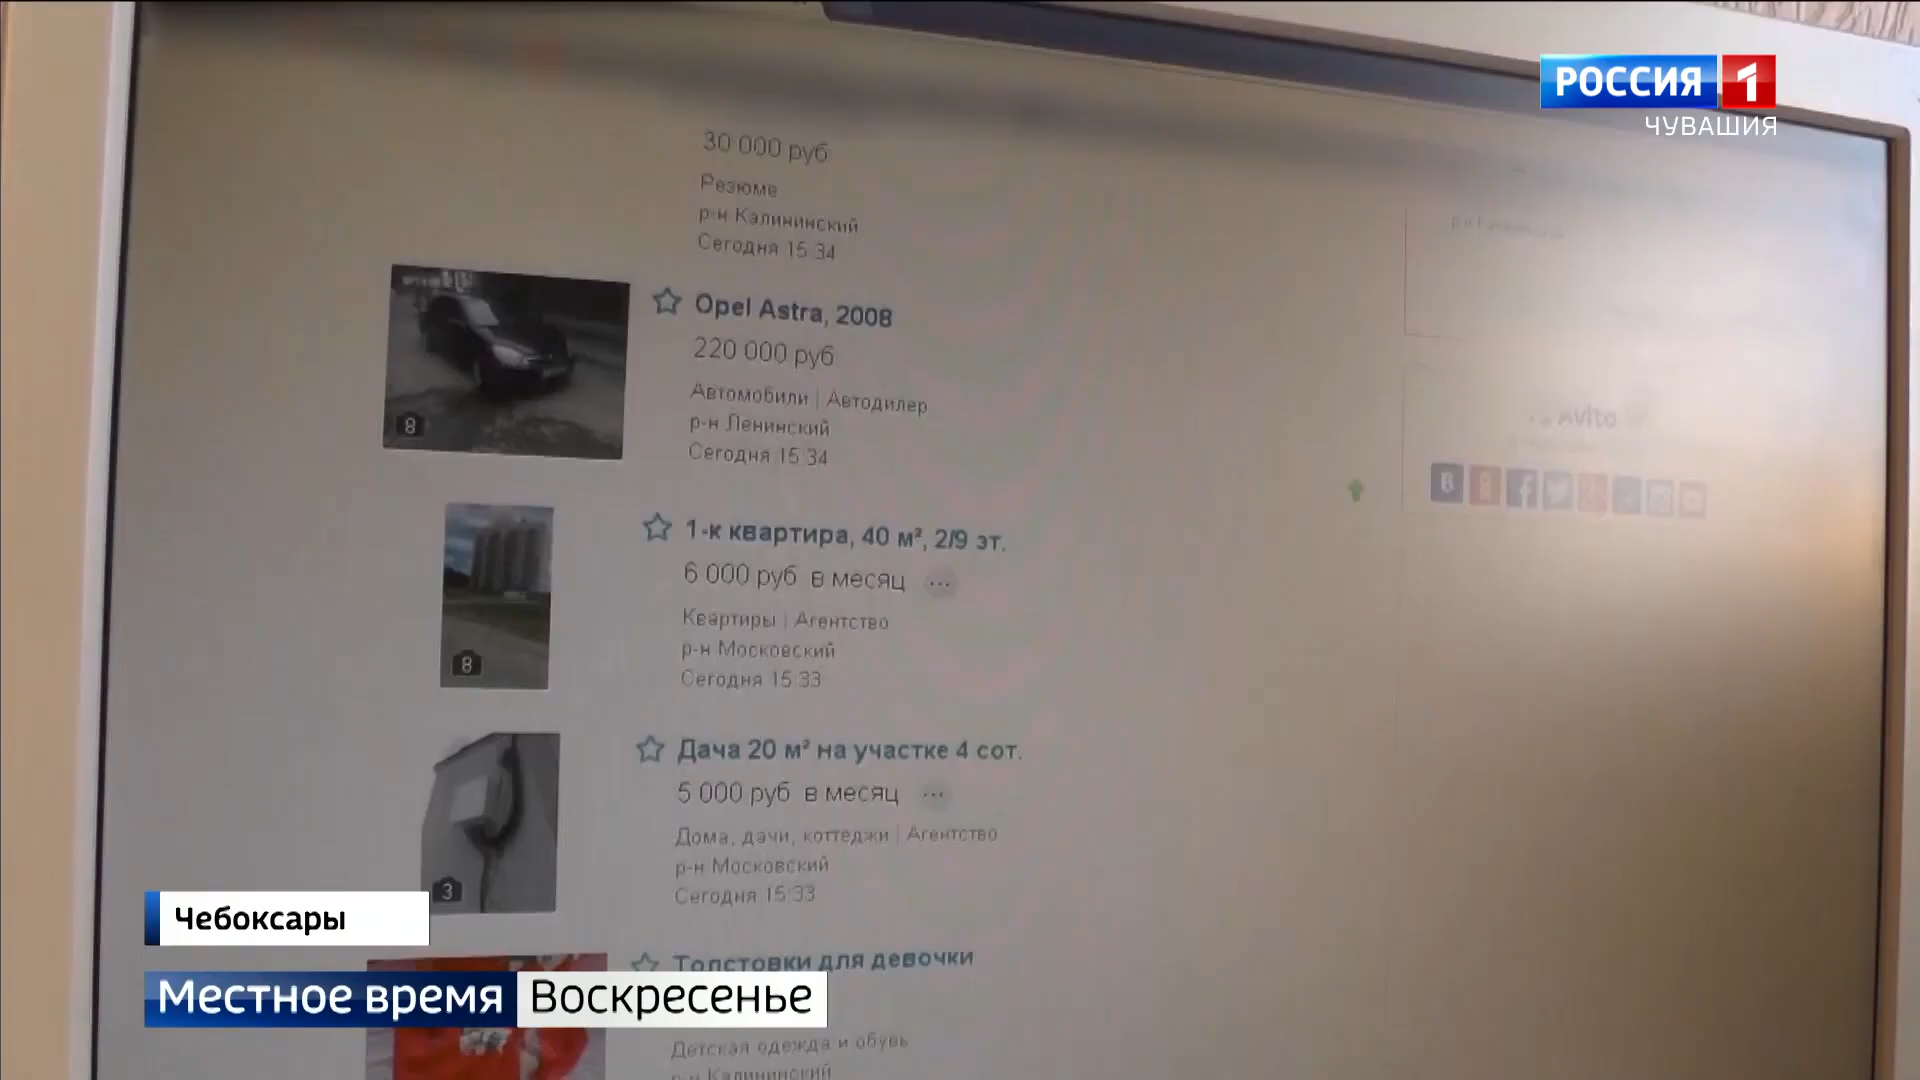 РОССИЯ 1
ЧУВАШИЯ
30 000 руб
Резюме
р-н Калининский
Сегодня 15:34
Opel Astra, 2008
220 000 руб
Автомобили | Автодилер
р-н Ленинский
Сегодня 15:34
8
1-к квартира, 40 м², 2/9 эт.
6 000 руб в месяц ...
Квартиры | Агентство
р-н Московский
Сегодня 15:33
8
Дача 20 м² на участке 4 сот.
5 000 руб в месяц ...
Дома, дачи, коттеджи | Агентство
р-н Московский
Сегодня 15:33
3
Толстовки для девочки
Детская одежда и обувь
р-н Калининский
Avito
Чебоксары
Местное время Воскресенье